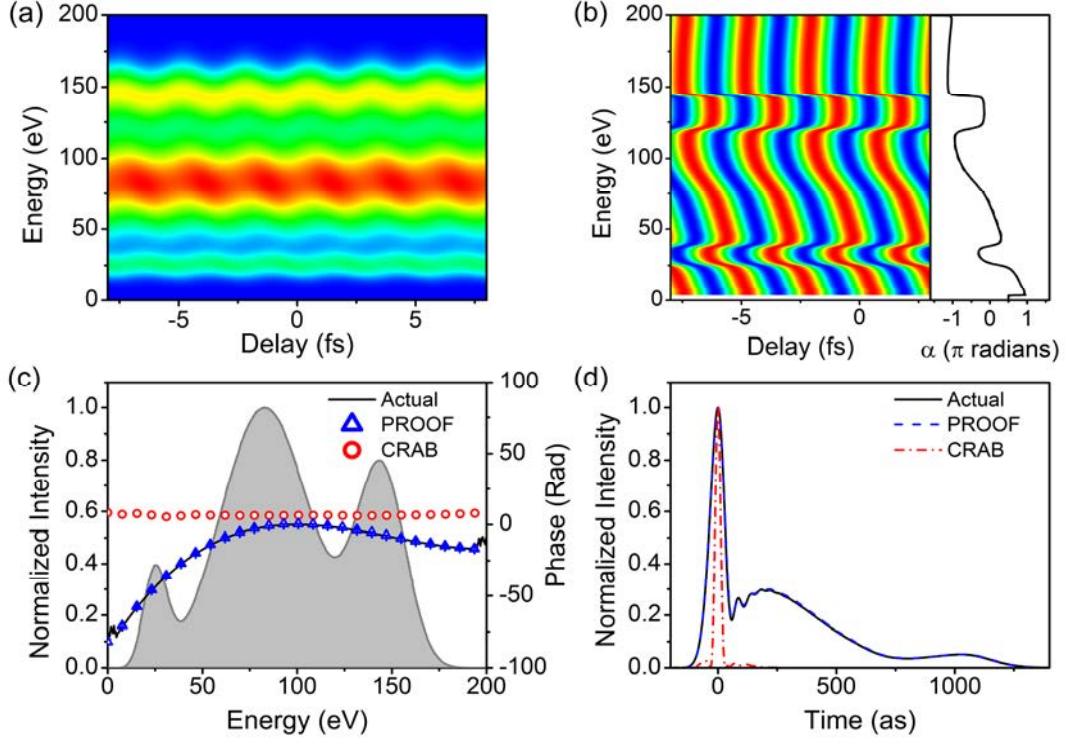 (a)
Energy (eV)
200
150
100
50
0
-5
0
5
Delay (fs)
(b)
Energy (eV)
200
150
100
50
0
-5
0
Delay (fs)
-1
0
1
α (π radians)
(c)
Normalized Intensity
1.0
0.8
0.6
0.4
0.2
0.0
Actual
PROOF
CRAB
100
50
0
-50
-100
Phase (Rad)
0
50
100
150
200
Energy (eV)
(d)
Normalized Intensity
1.0
0.8
0.6
0.4
0.2
0.0
Actual
PROOF
CRAB
0
500
1000
Time (as)